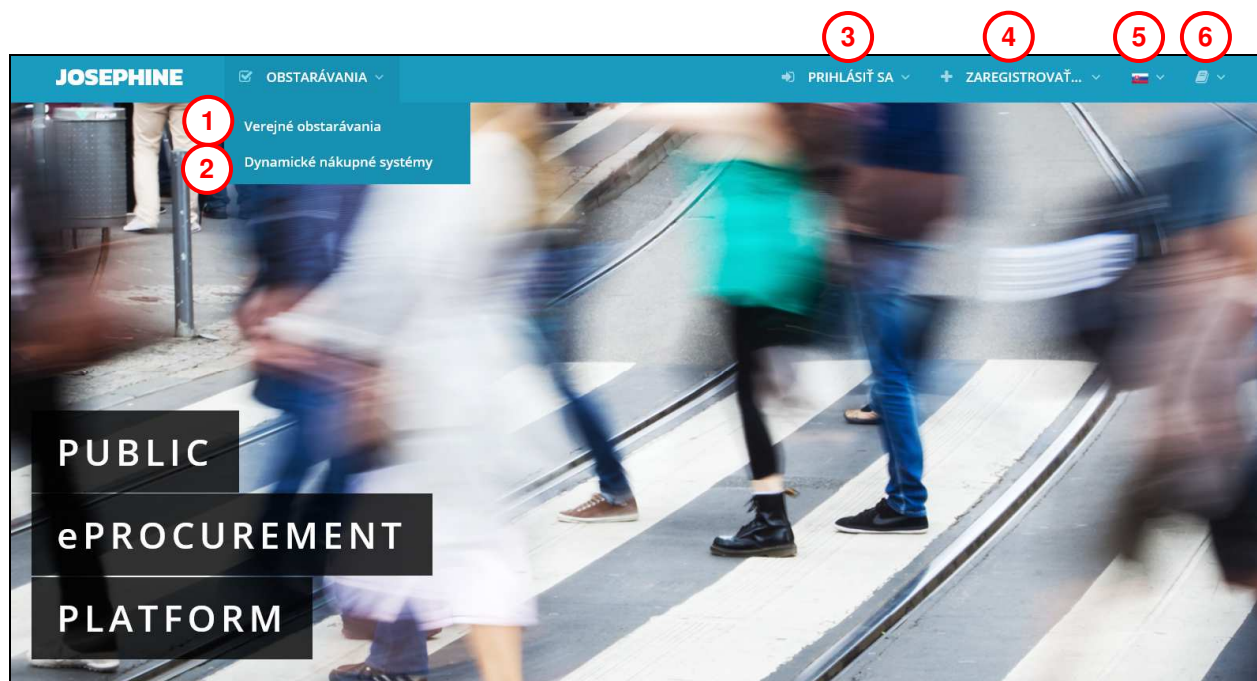 3 4 5 6
JOSEPHINE OBSTARÁVANIA PRIHLÁSIŤ SA ZAREGISTROVAŤ...
1 Verejné obstarávania
2 Dynamické nákupné systémy
PUBLIC
ePROCUREMENT
PLATFORM